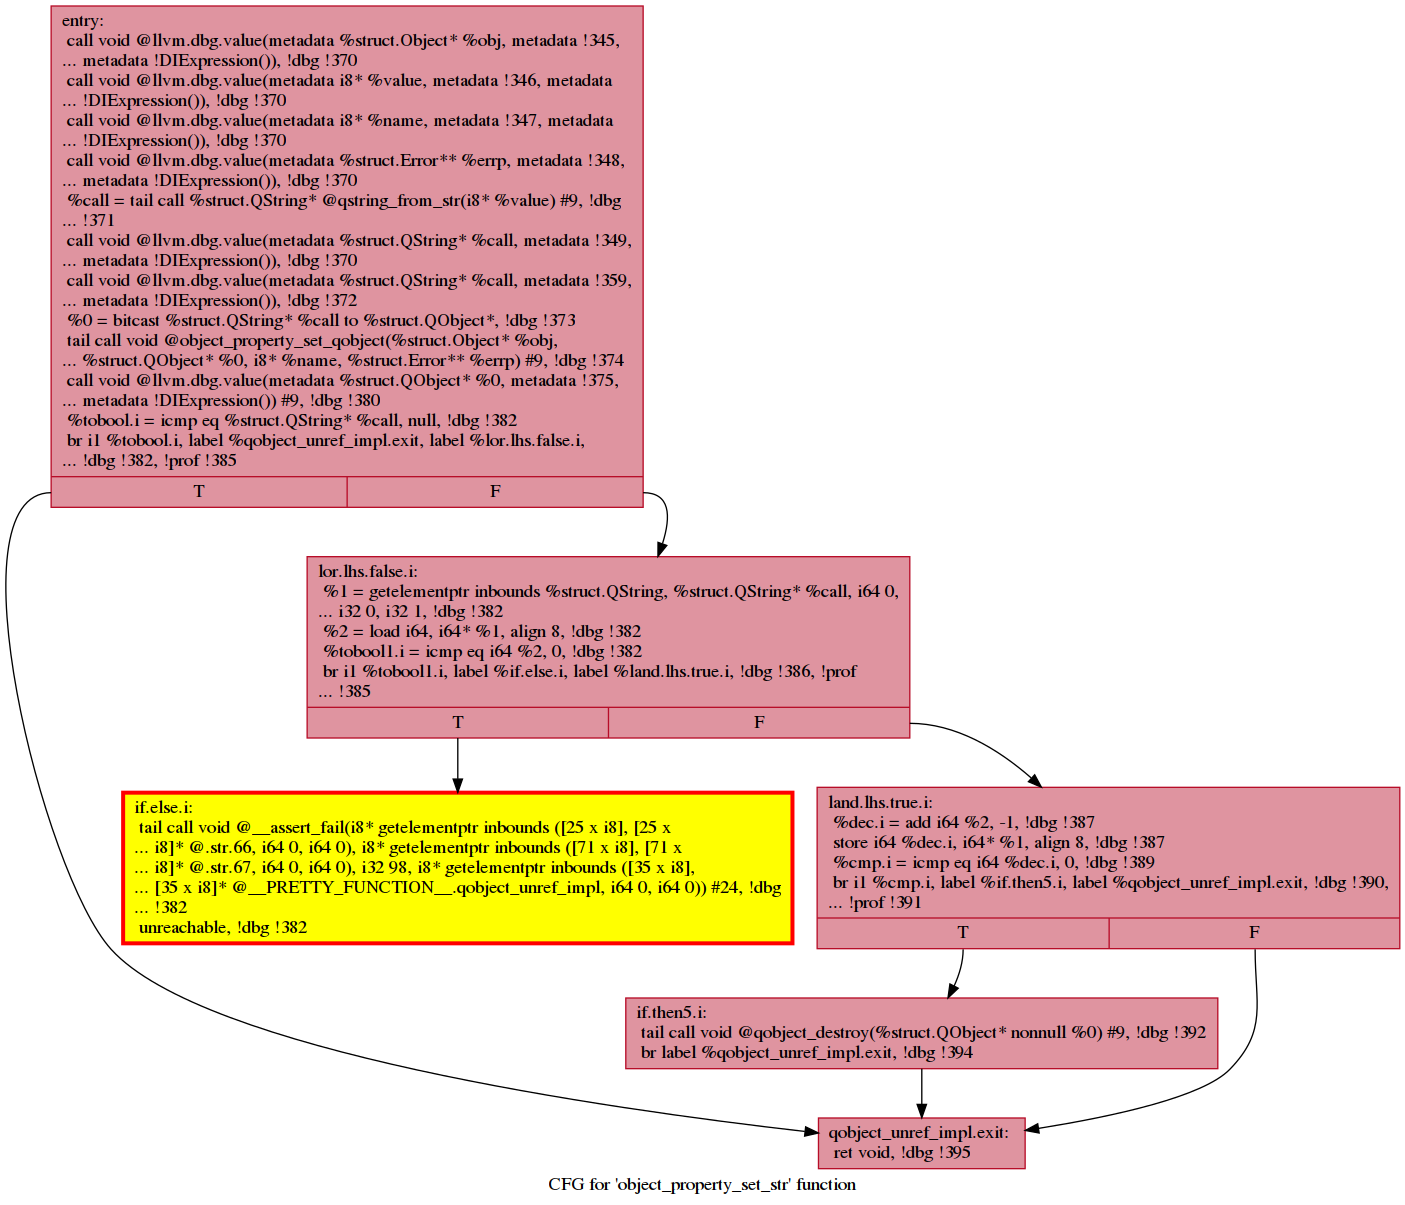 entry:
call void @llvm.dbg.value(metadata %struct.Object* %obj, metadata !345,
... metadata !DIExpression()), !dbg !370
call void @llvm.dbg.value(metadata i8* %value, metadata !346, metadata
... !DIExpression()), !dbg !370
call void @llvm.dbg.value(metadata i8* %name, metadata !347, metadata
... !DIExpression()), !dbg !370
call void @llvm.dbg.value(metadata %struct.Error** %errp, metadata !348,
... metadata !DIExpression()), !dbg !370
%call = tail call %struct.QString* @qstring_from_str(i8* %value) #9, !dbg
... !371
call void @llvm.dbg.value(metadata %struct.QString* %call, metadata !349,
... metadata !DIExpression()), !dbg !370
call void @llvm.dbg.value(metadata %struct.QString* %call, metadata !359,
... metadata !DIExpression()), !dbg !372
%0 = bitcast %struct.QString* %call to %struct.QObject*, !dbg !373
tail call void @object_property_set_qobject(%struct.Object* %obj,
... %struct.QObject* %0, i8* %name, %struct.Error** %errp) #9, !dbg !374
call void @llvm.dbg.value(metadata %struct.QObject* %0, metadata !375,
... metadata !DIExpression()) #9, !dbg !380
%tobool.i = icmp eq %struct.QString* %call, null, !dbg !382
br i1 %tobool.i, label %qobject_unref_impl.exit, label %lor.lhs.false.i,
... !dbg !382, !prof !385
T F
lor.lhs.false.i:
%1 = getelementptr inbounds %struct.QString, %struct.QString* %call, i64 0,
... i32 0, i32 1, !dbg !382
%2 = load i64, i64* %1, align 8, !dbg !382
%tobool1.i = icmp eq i64 %2, 0, !dbg !382
br i1 %tobool1.i, label %if.else.i, label %land.lhs.true.i, !dbg !386, !prof
... !385
T F
if.else.i:
tail call void @__assert_fail(i8* getelementptr inbounds ([25 x i8], [25 x
... i8]* @.str.66, i64 0, i64 0), i8* getelementptr inbounds ([71 x i8], [71 x
... i8]* @.str.67, i64 0, i64 0), i32 98, i8* getelementptr inbounds ([35 x i8],
... [35 x i8]* @__PRETTY_FUNCTION__.qobject_unref_impl, i64 0, i64 0)) #24, !dbg
... !382
unreachable, !dbg !382
land.lhs.true.i:
%dec.i = add i64 %2, -1, !dbg !387
store i64 %dec.i, i64* %1, align 8, !dbg !387
%cmp.i = icmp eq i64 %dec.i, 0, !dbg !389
br i1 %cmp.i, label %if.then5.i, label %qobject_unref_impl.exit, !dbg !390,
... !prof !391
T F
if.then5.i:
tail call void @qobject_destroy(%struct.QObject* nonnull %0) #9, !dbg !392
br label %qobject_unref_impl.exit, !dbg !394
qobject_unref_impl.exit:
ret void, !dbg !395
CFG for 'object_property_set_str' function